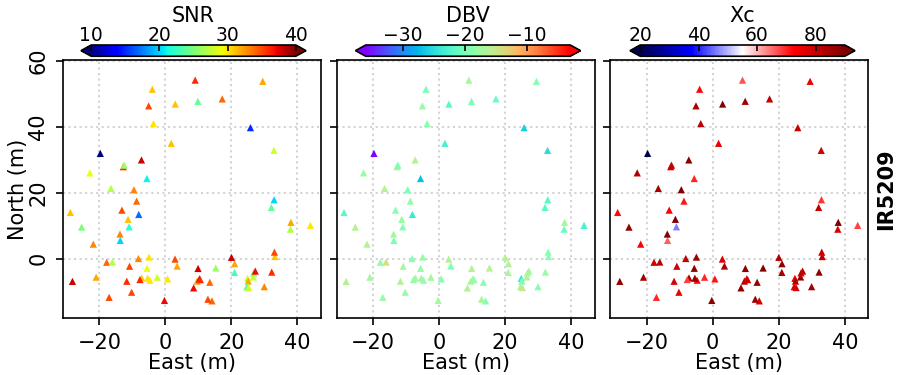 SNR DBV Xc
10 20 30 40 −30 −20 −10 20 40 60 80
60
40
20
0
North (m)
−20 0 20 40 −20 0 20 40 −20 0 20 40
East (m) East (m) East (m)
IR5209